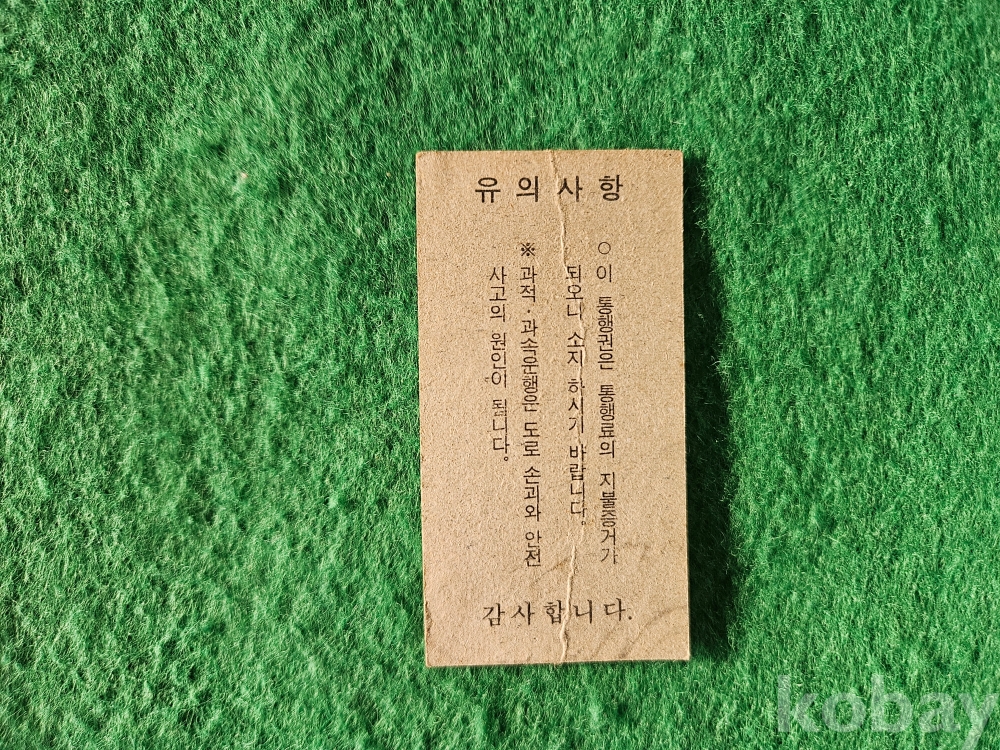 유의사항
○이 통행권은 통행료의 지불증거가
되오니 소지 하시기 바랍니다.
※과적·과속운행은 도로 손괴와 안전
사고의 원인이 됩니다.
감사합니다.
kobay